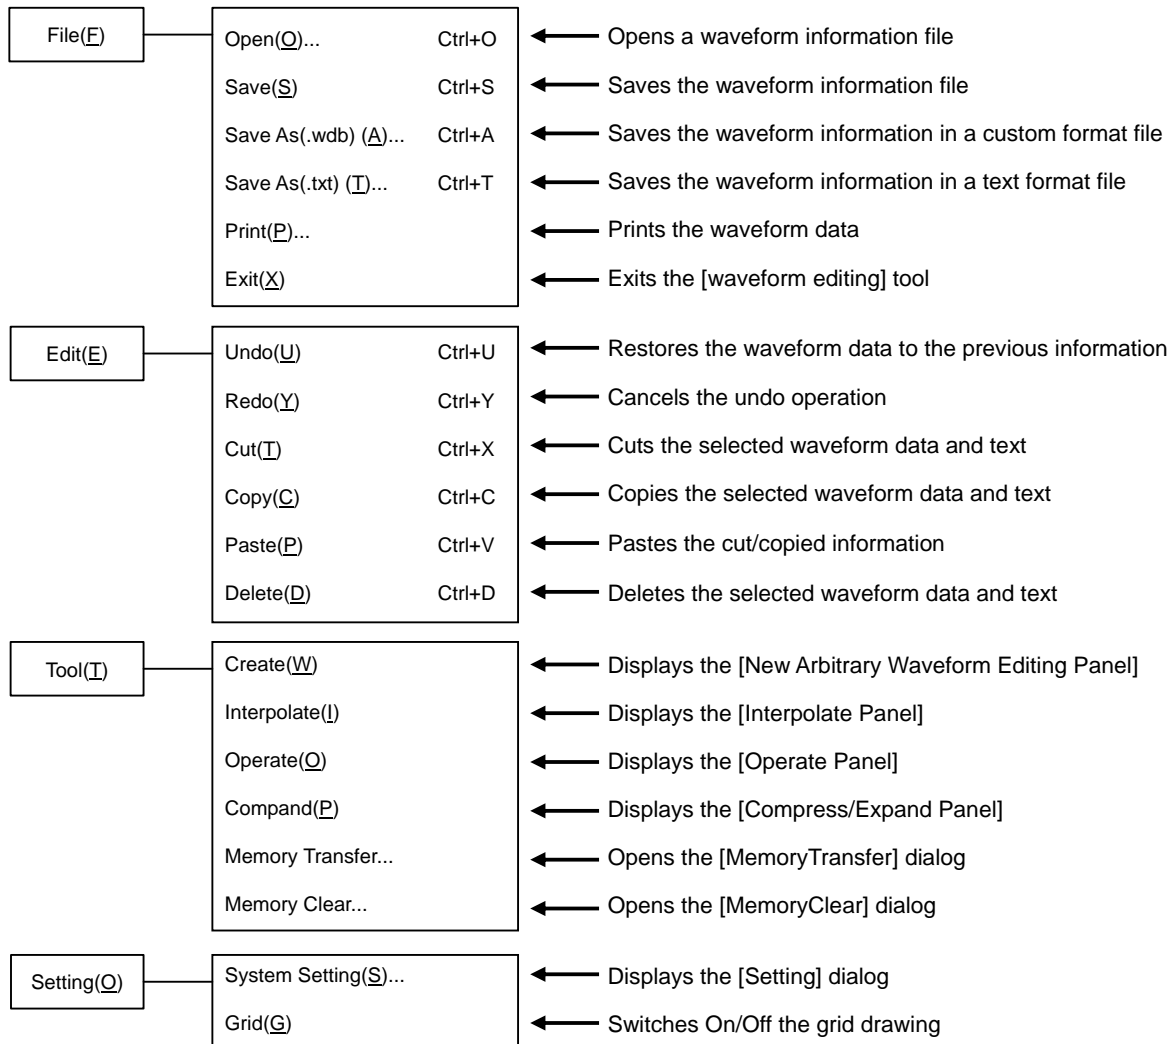 File(F)
Open(O)... Ctrl+O Opens a waveform information file
Save(S) Ctrl+S Saves the waveform information file
Save As(.wdb) (A)... Ctrl+A Saves the waveform information in a custom format file
Save As(.txt) (T)... Ctrl+T Saves the waveform information in a text format file
Print(P)... Prints the waveform data
Exit(X) Exits the [waveform editing] tool
Edit(E)
Undo(U) Ctrl+U Restores the waveform data to the previous information
Redo(Y) Ctrl+Y Cancels the undo operation
Cut(T) Ctrl+X Cuts the selected waveform data and text
Copy(C) Ctrl+C Copies the selected waveform data and text
Paste(P) Ctrl+V Pastes the cut/copied information
Delete(D) Ctrl+D Deletes the selected waveform data and text
Tool(T)
Create(W) Displays the [New Arbitrary Waveform Editing Panel]
Interpolate(I) Displays the [Interpolate Panel]
Operate(O) Displays the [Operate Panel]
Compand(P) Displays the [Compress/Expand Panel]
Memory Transfer... Opens the [MemoryTransfer] dialog
Memory Clear... Opens the [MemoryClear] dialog
Setting(O)
System Setting(S)... Displays the [Setting] dialog
Grid(G) Switches On/Off the grid drawing